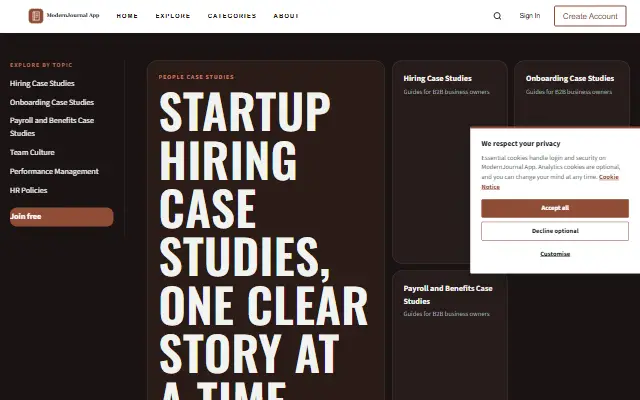 ModernJournal App
HOME
EXPLORE
CATEGORIES
ABOUT
Sign In
Create Account
EXPLORE BY TOPIC
Hiring Case Studies
Onboarding Case Studies
Payroll and Benefits Case
Studies
Team Culture
Performance Management
HR Policies
Join free
PEOPLE CASE STUDIES
STARTUP
HIRING
CASE
STUDIES,
ONE CLEAR
STORY AT
A TIME
Hiring Case Studies
Guides for B2B business owners
Onboarding Case Studies
Guides for B2B business owners
Payroll and Benefits Case
Studies
Guides for B2B business owners
We respect your privacy
Essential cookies handle login and security on
ModernJournal App. Analytics cookies are optional,
and you can change your mind at any time. Cookie
Notice
Accept all
Decline optional
Customise